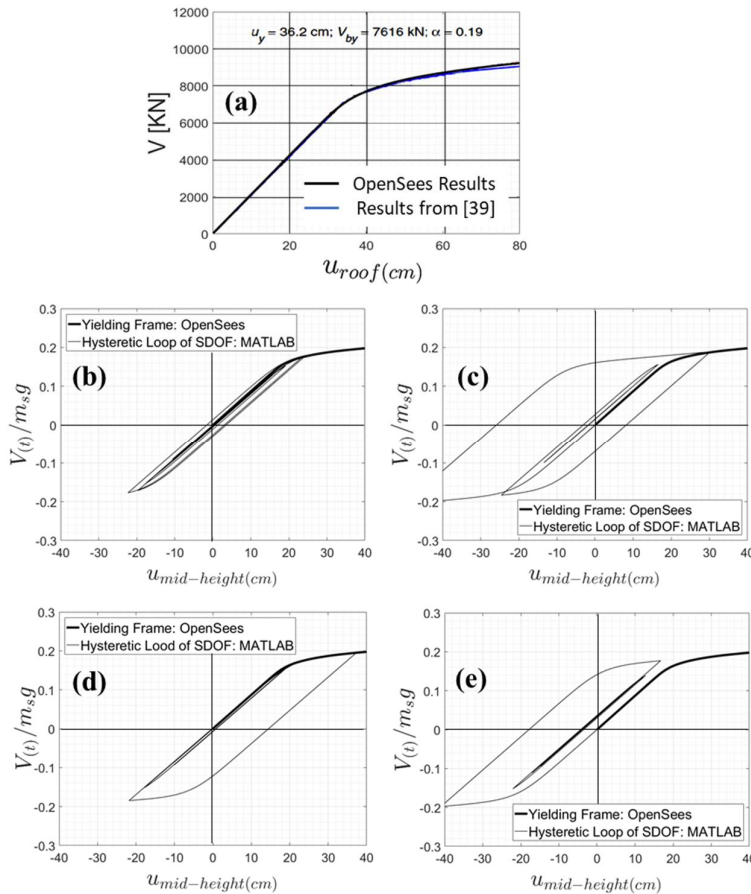 12000
10000
8000
6000
4000
2000
0
V [KN]
u_y = 36.2 cm; V_by = 7616 kN; α = 0.19
(a)
OpenSees Results
Results from [39]
0 20 40 60 80
u_roof(cm)
0.3
0.2
0.1
0
-0.1
-0.2
-0.3
V_(t)/m_s g
Yielding Frame: OpenSees
Hysteretic Loop of SDOF: MATLAB
(b)
-40 -30 -20 -10 0 10 20 30 40
u_mid-height(cm)
0.3
0.2
0.1
0
-0.1
-0.2
-0.3
V_(t)/m_s g
(c)
Yielding Frame: OpenSees
Hysteretic Loop of SDOF: MATLAB
-40 -30 -20 -10 0 10 20 30 40
u_mid-height(cm)
0.3
0.2
0.1
0
-0.1
-0.2
-0.3
V_(t)/m_s g
Yielding Frame: OpenSees
Hysteretic Lood of SDOF: MATLAB
(d)
-40 -30 -20 -10 0 10 20 30 40
u_mid-height(cm)
0.3
0.2
0.1
0
-0.1
-0.2
-0.3
V_(t)/m_s g
(e)
Yielding Frame: OpenSees
Hysteretic Loop of SDOF: MATLAB
-40 -30 -20 -10 0 10 20 30 40
u_mid-height(cm)